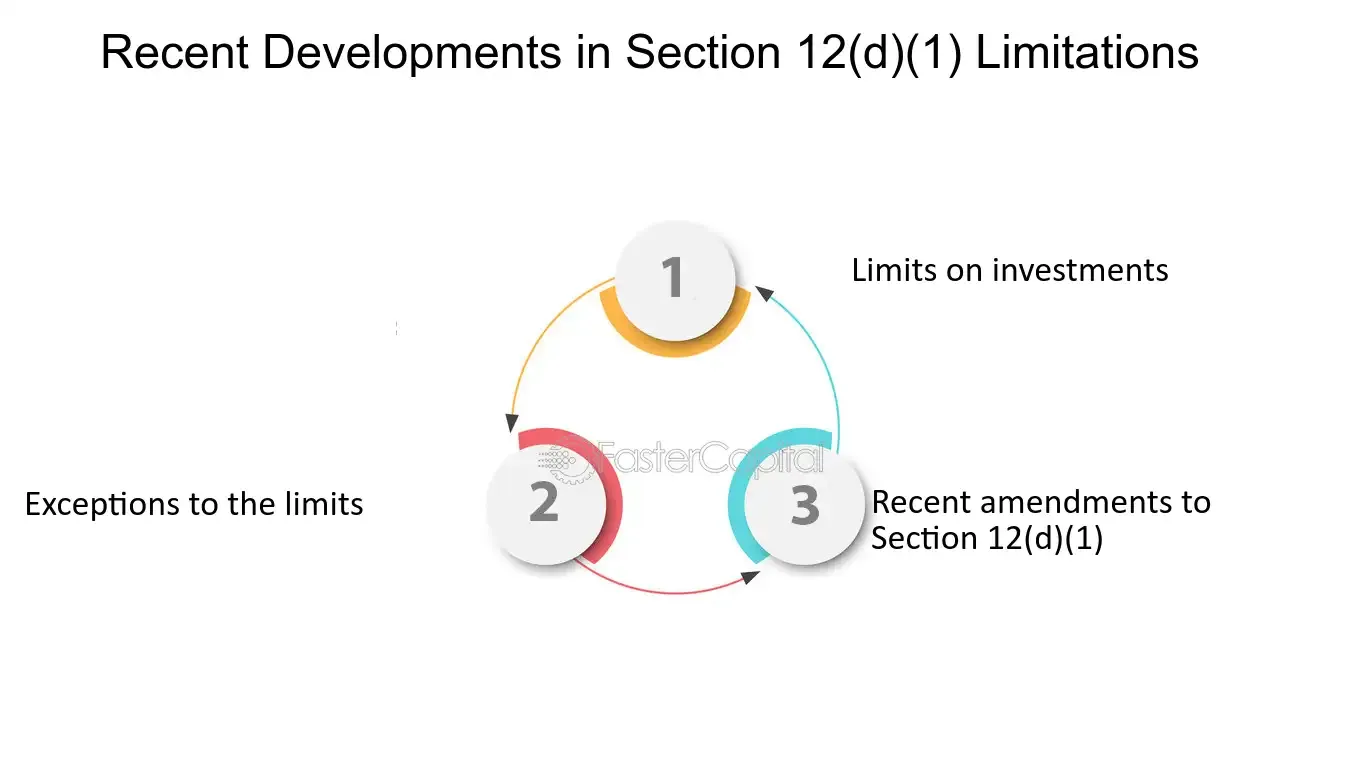 Recent Developments in Section 12(d)(1) Limitations
1
Limits on investments
FasterCapital
2
Exceptions to the limits
3
Recent amendments to
Section 12(d)(1)